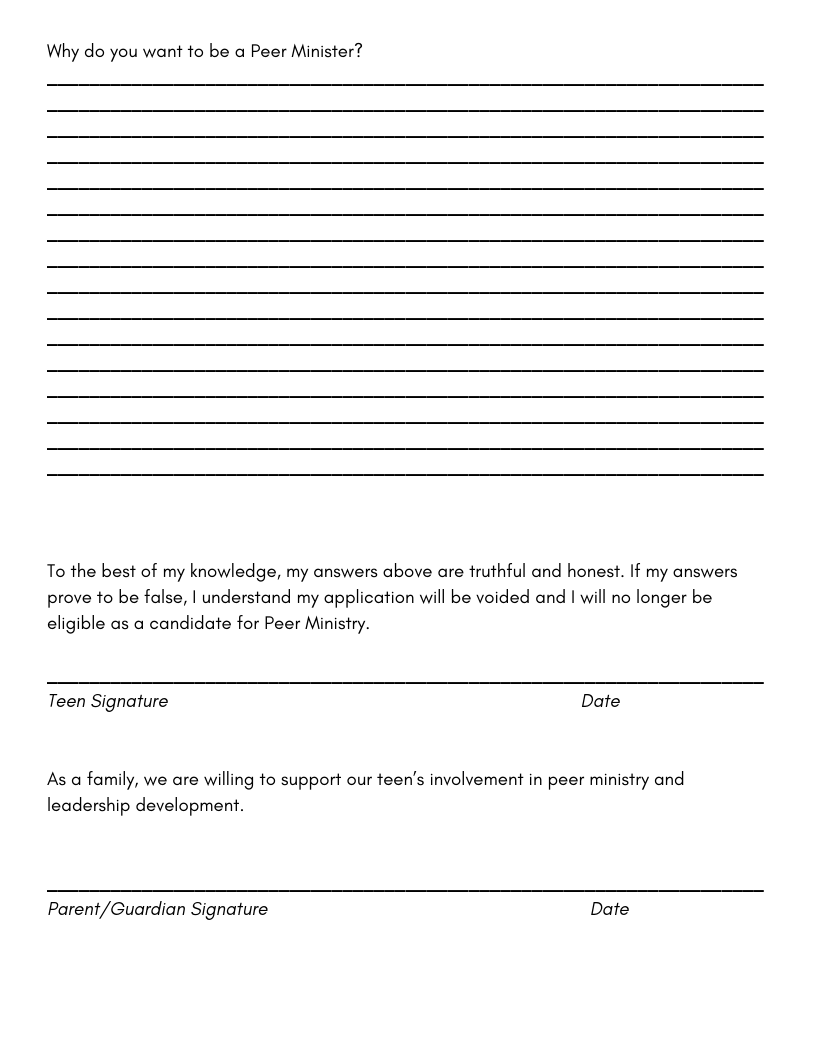 Why do you want to be a Peer Minister?
To the best of my knowledge, my answers above are truthful and honest. If my answers
prove to be false, I understand my application will be voided and I will no longer be
eligible as a candidate for Peer Ministry.
Teen Signature Date
As a family, we are willing to support our teen’s involvement in peer ministry and
leadership development.
Parent/Guardian Signature Date